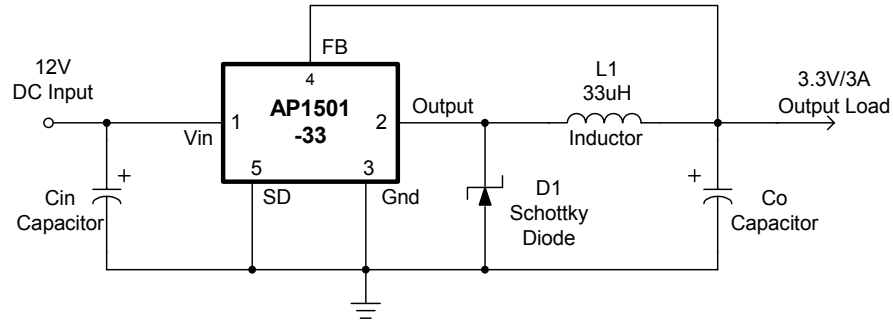 FB
12V
DC Input
4
AP1501
-33
Vin
1
2
Output
L1
33uH
Inductor
3.3V/3A
Output Load
5
SD
3
Gnd
+
Cin
Capacitor
D1
Schottky
Diode
+
Co
Capacitor